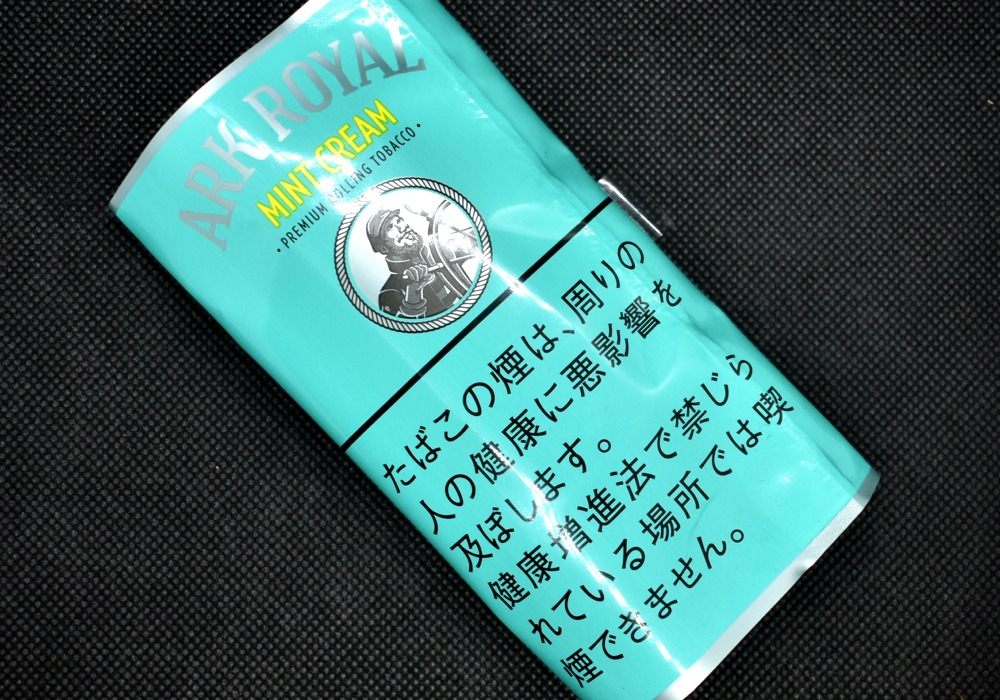 ARK ROYAL
MINT CREAM
• PREMIUM ROLLING TOBACCO •
たばこの煙は、周りの
人の健康に悪影響を
及ぼします。
健康増進法で禁じら
れている場所では喫
煙できません。